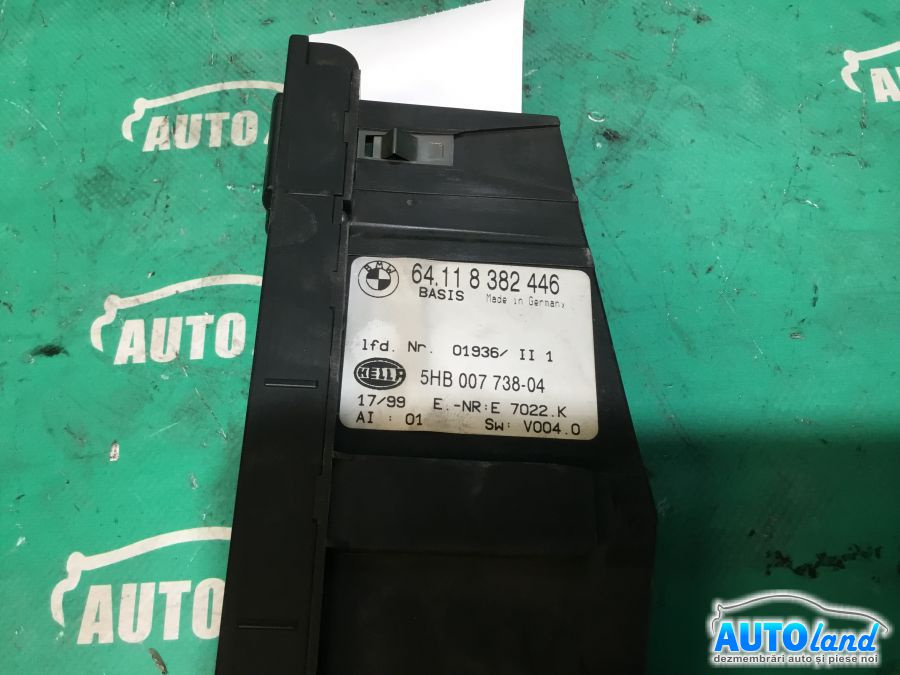 AUTO
AUTO
BMW
64.11 8 382 446
BASIS Made in Germany
lfd. Nr. 01936/ II 1
HELLA
5HB 007 738-04
17/99 E.-NR:E 7022.K
AI : 01 SW: V004.0
AUTO
AUTO
AUTOland
dezmembrări auto și piese noi